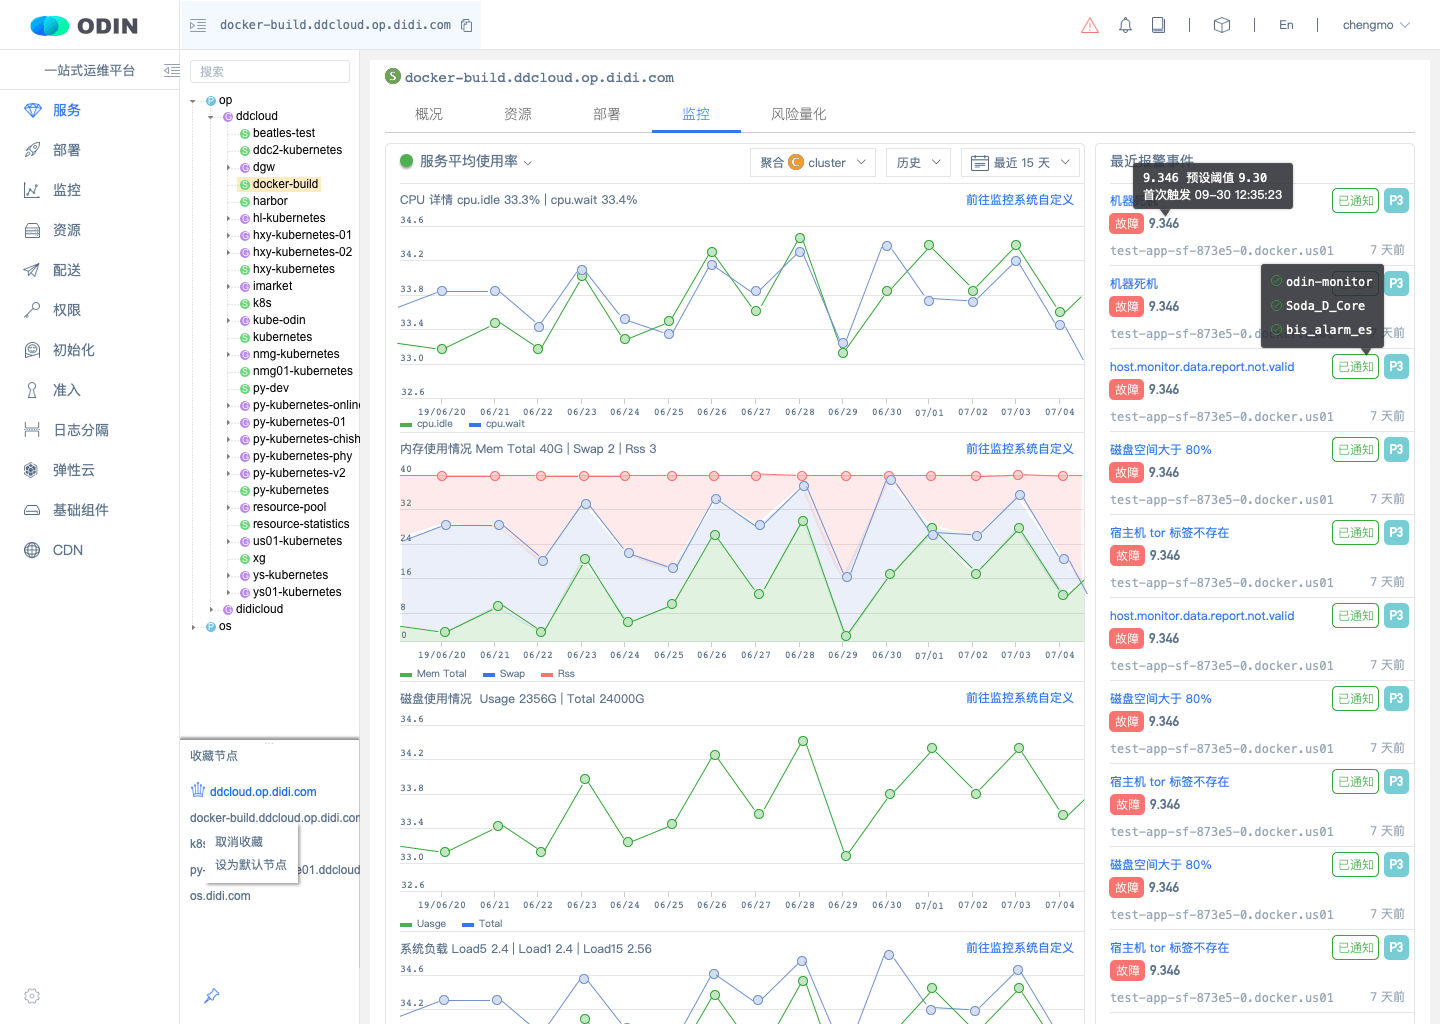 ODIN
docker-build.ddcloud.op.didi.com
En
chengmo
一站式运维平台
服务
部署
监控
资源
配送
权限
初始化
准入
日志分隔
弹性云
基础组件
CDN
搜索
P op
G ddcloud
S beatles-test
S ddc2-kubernetes
G dgw
S docker-build
S harbor
G hl-kubernetes
G hxy-kubernetes-01
G hxy-kubernetes-02
S hxy-kubernetes
G imarket
S k8s
G kube-odin
S kubernetes
G nmg-kubernetes
S nmg01-kubernetes
S py-dev
G py-kubernetes-online
G py-kubernetes-01
G py-kubernetes-chish
G py-kubernetes-phy
G py-kubernetes-v2
S py-kubernetes
G resource-pool
S resource-statistics
G us01-kubernetes
S xg
G ys-kubernetes
G ys01-kubernetes
G didicloud
P os
收藏节点
ddcloud.op.didi.com
docker-build.ddcloud.op.didi.com
k8s
取消收藏
py-
e01.ddcloud
设为默认节点
os.didi.com
S docker-build.ddcloud.op.didi.com
概况 资源 部署 监控 风险量化
服务平均使用率
聚合 C cluster
历史
最近 15 天
CPU 详情 cpu.idle 33.3% | cpu.wait 33.4%
前往监控系统自定义
34.6
34.2
33.8
33.4
33.0
32.6
19/06/20 06/21 06/22 06/23 06/24 06/25 06/26 06/27 06/28 06/29 06/30 07/01 07/02 07/03 07/04
cpu.idle cpu.wait
内存使用情况 Mem Total 40G | Swap 2 | Rss 3
前往监控系统自定义
40
32
24
16
8
0
19/06/20 06/21 06/22 06/23 06/24 06/25 06/26 06/27 06/28 06/29 06/30 07/01 07/02 07/03 07/04
Mem Total Swap Rss
磁盘使用情况 Usage 2356G | Total 24000G
前往监控系统自定义
34.6
34.2
33.8
33.4
33.0
32.6
19/06/20 06/21 06/22 06/23 06/24 06/25 06/26 06/27 06/28 06/29 06/30 07/01 07/02 07/03 07/04
Uasge Total
系统负载 Load5 2.4 | Load1 2.4 | Load15 2.56
前往监控系统自定义
34.6
34.2
最近报警事件
9.346 预设阈值 9.30
首次触发 09-30 12:35:23
机器
已通知 P3
故障 9.346
test-app-sf-873e5-0.docker.us01 7 天前
机器死机
P3
odin-monitor
Soda_D_Core
bis_alarm_es
故障 9.346
test-app-sf-873e5-0.docker 天前
host.monitor.data.report.not.valid 已通知 P3
故障 9.346
test-app-sf-873e5-0.docker.us01 7 天前
磁盘空间大于 80% 已通知 P3
故障 9.346
test-app-sf-873e5-0.docker.us01 7 天前
宿主机 tor 标签不存在 已通知 P3
故障 9.346
test-app-sf-873e5-0.docker.us01 7 天前
host.monitor.data.report.not.valid 已通知 P3
故障 9.346
test-app-sf-873e5-0.docker.us01 7 天前
磁盘空间大于 80% 已通知 P3
故障 9.346
test-app-sf-873e5-0.docker.us01 7 天前
宿主机 tor 标签不存在 已通知 P3
故障 9.346
test-app-sf-873e5-0.docker.us01 7 天前
磁盘空间大于 80% 已通知 P3
故障 9.346
test-app-sf-873e5-0.docker.us01 7 天前
宿主机 tor 标签不存在 已通知 P3
故障 9.346
test-app-sf-873e5-0.docker.us01 7 天前